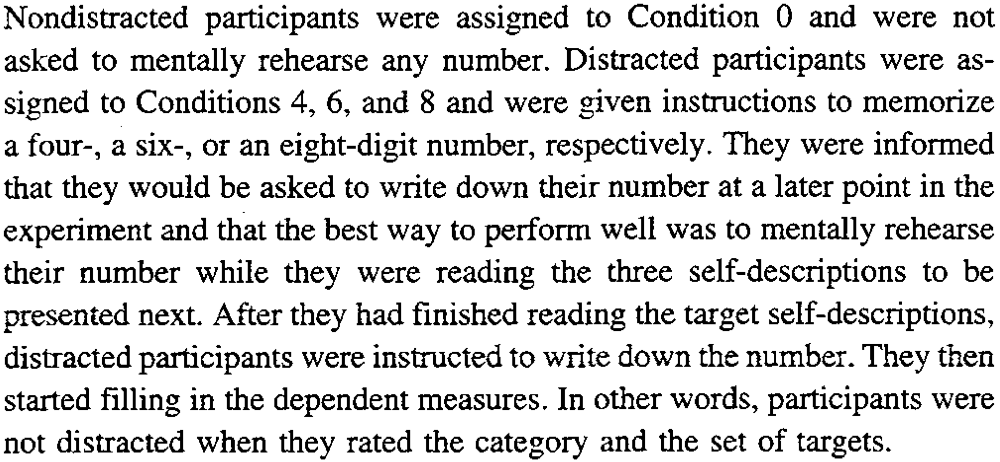 Nondistracted participants were assigned to Condition 0 and were not
asked to mentally rehearse any number. Distracted participants were as-
signed to Conditions 4, 6, and 8 and were given instructions to memorize
a four-, a six-, or an eight-digit number, respectively. They were informed
that they would be asked to write down their number at a later point in the
experiment and that the best way to perform well was to mentally rehearse
their number while they were reading the three self-descriptions to be
presented next. After they had finished reading the target self-descriptions,
distracted participants were instructed to write down the number. They then
started filling in the dependent measures. In other words, participants were
not distracted when they rated the category and the set of targets.